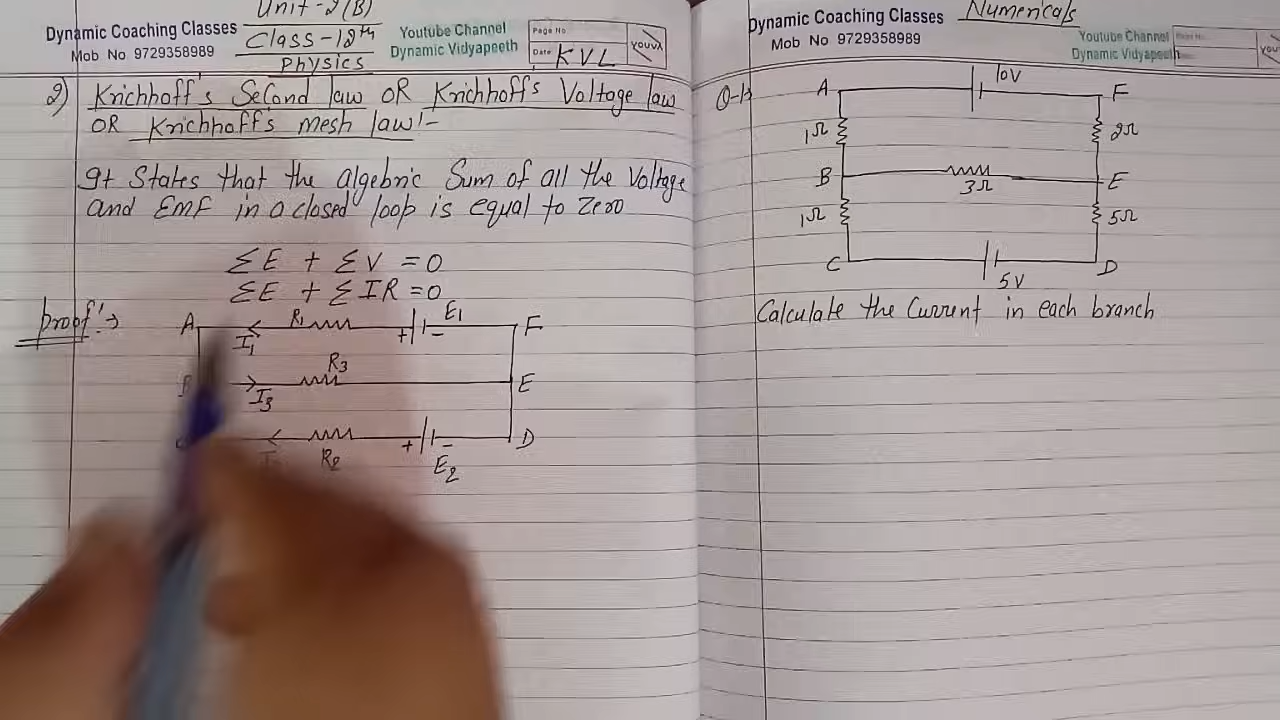 Unit-2(B)
Dynamic Coaching Classes
Mob No 9729358989
Class-12th
Physics
Youtube Channel
Dynamic Vidyapeeth
Page No
Date KVL
youva
2) Krichhoff's Second law OR Krichhoff's Voltage law
OR Krichhoff's mesh law:-
It States that the algebric Sum of all the Voltage
and EMF in a closed loop is equal to Zero
ΣE + ΣV = 0
ΣE + ΣIR = 0
Proof:→
A R₁ + E₁ - F
I₁
R₃
E
I₃
+ - D
R₂ E₂
Dynamic Coaching Classes
Mob No 9729358989
Numericals
Youtube Channel
Dynamic Vidyapeeth
Q-1)
A 10V F
1Ω 2Ω
B 3Ω E
1Ω 5Ω
C 5V D
Calculate the Current in each branch